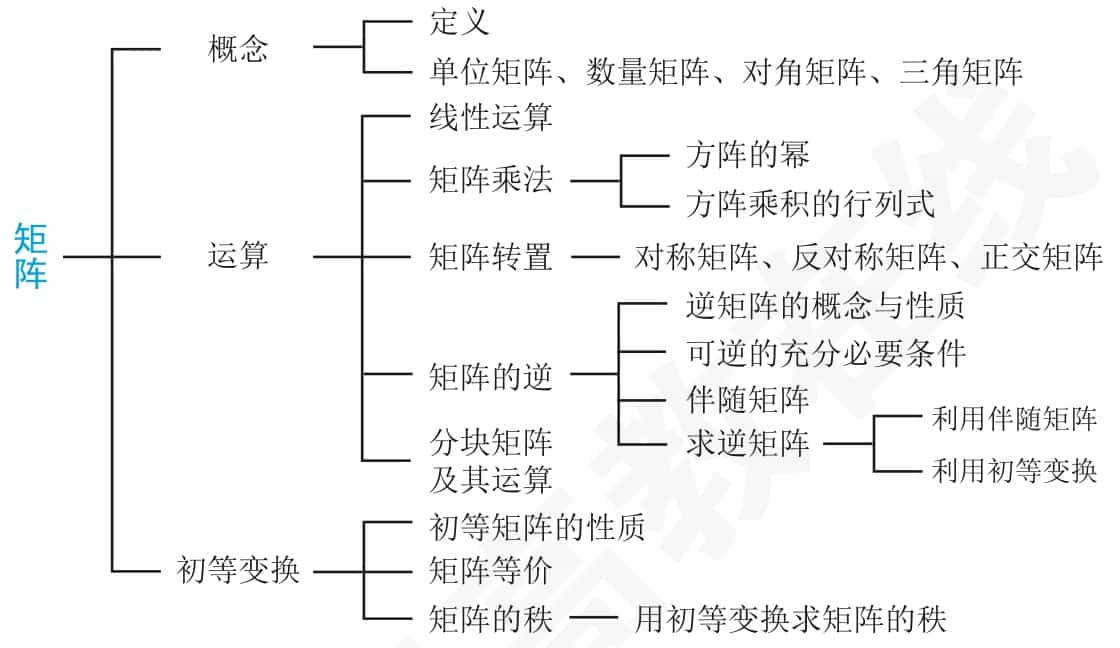 矩阵
概念
定义
单位矩阵、数量矩阵、对角矩阵、三角矩阵
运算
线性运算
矩阵乘法
方阵的幂
方阵乘积的行列式
矩阵转置
对称矩阵、反对称矩阵、正交矩阵
矩阵的逆
逆矩阵的概念与性质
可逆的充分必要条件
伴随矩阵
求逆矩阵
利用伴随矩阵
利用初等变换
分块矩阵
及其运算
初等变换
初等矩阵的性质
矩阵等价
矩阵的秩
用初等变换求矩阵的秩
高教在线